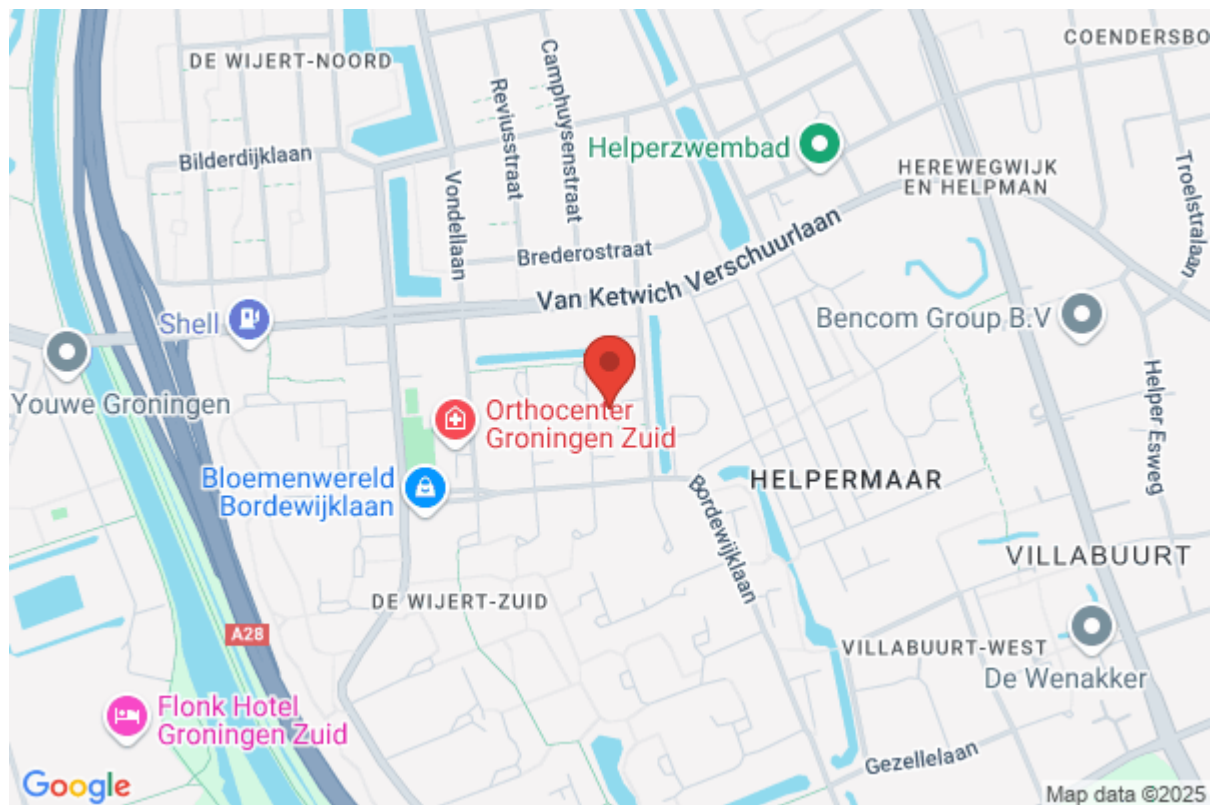 COENDERSBO
DE WIJERT-NOORD
Camphuysenstraat
Reviusstraat
Helperzwembad
Bilderdijklaan
HEREWEGWIJK
EN HELPMAN
Troelstralaan
Vondellaan
Brederostraat
Van Ketwich Verschuurlaan
Shell
Bencom Group B.V
Youwe Groningen
Helper Esweg
Orthocenter
Groningen Zuid
Bloemenwereld
Bordewijklaan
HELPERMAAR
Bordewijklaan
VILLABUURT
DE WIJERT-ZUID
A28
VILLABUURT-WEST
De Wenakker
Flonk Hotel
Groningen Zuid
Gezellelaan
Google
Map data ©2025